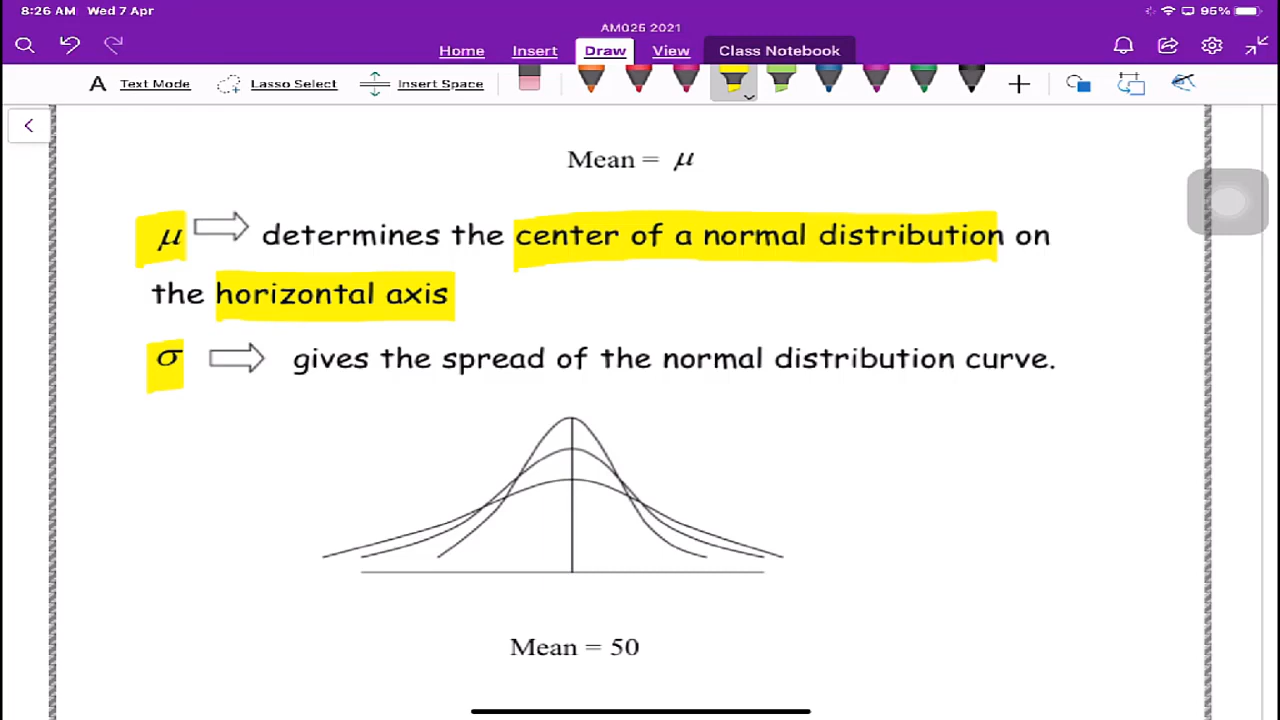 8:26 AM Wed 7 Apr
95%
AM025 2021
Home Insert Draw View Class Notebook
A Text Mode Lasso Select Insert Space
Mean = μ
μ determines the center of a normal distribution on
the horizontal axis
σ gives the spread of the normal distribution curve.
Mean = 50